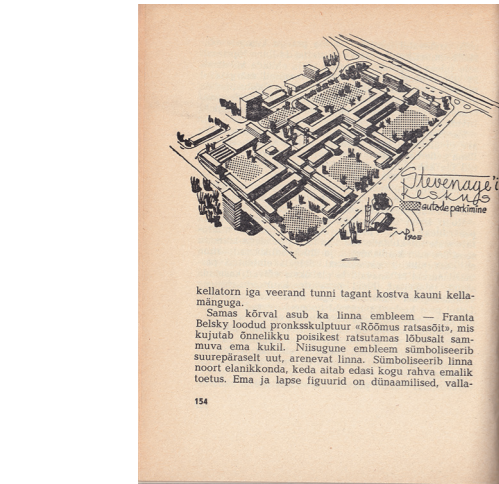 Stevenage'i
keskus
autode parkimine
kellatorn iga veerand tunni tagant kostva kauni kella-
mänguga.
Samas kõrval asub ka linna embleem — Franta
Belsky loodud pronksskulptuur «Rõõmus ratsasõit», mis
kujutab õnnelikku poisikest ratsutamas lõbusalt sam-
muva ema kukil. Niisugune embleem sümboliseerib
suurepäraselt uut, arenevat linna. Sümboliseerib linna
noort elanikkonda, keda aitab edasi kogu rahva emalik
toetus. Ema ja lapse figuurid on dünaamilised, valla-
154